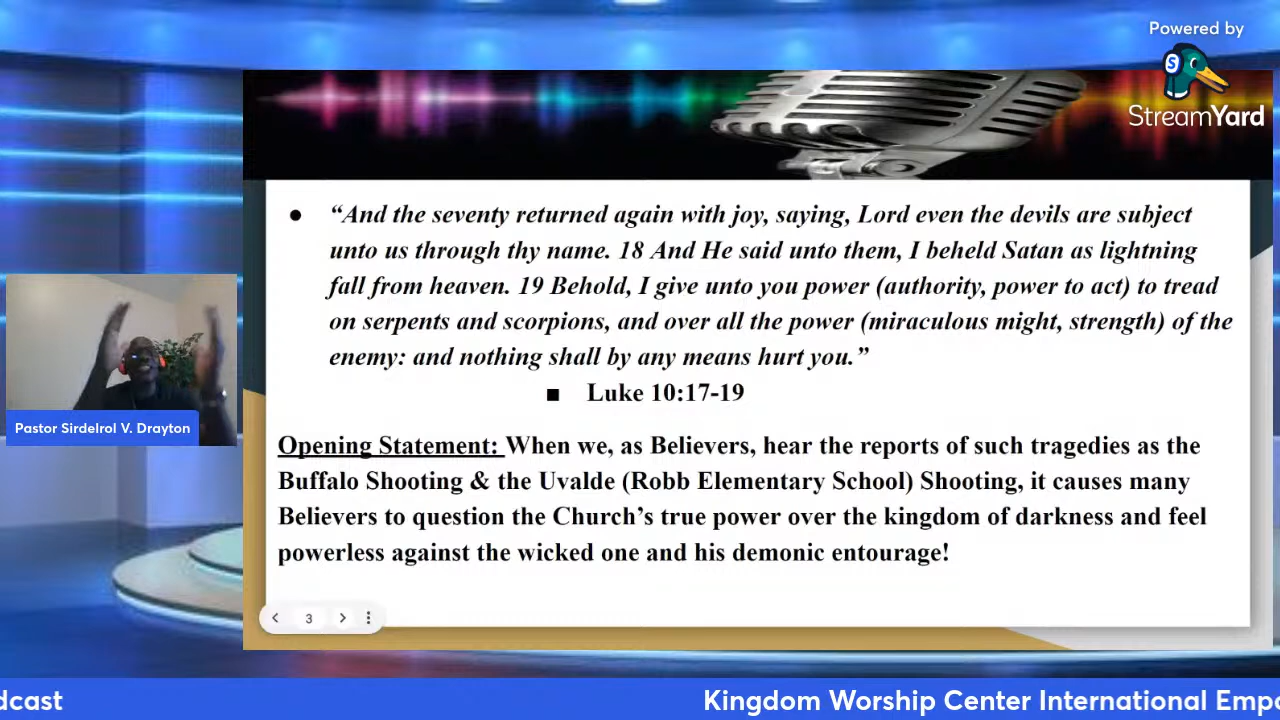 Powered by
StreamYard
● “And the seventy returned again with joy, saying, Lord even the devils are subject
unto us through thy name. 18 And He said unto them, I beheld Satan as lightning
fall from heaven. 19 Behold, I give unto you power (authority, power to act) to tread
on serpents and scorpions, and over all the power (miraculous might, strength) of the
enemy: and nothing shall by any means hurt you.”
■ Luke 10:17-19
Opening Statement: When we, as Believers, hear the reports of such tragedies as the
Buffalo Shooting & the Uvalde (Robb Elementary School) Shooting, it causes many
Believers to question the Church’s true power over the kingdom of darkness and feel
powerless against the wicked one and his demonic entourage!
Pastor Sirdelrol V. Drayton
3
dcast Kingdom Worship Center International Empo